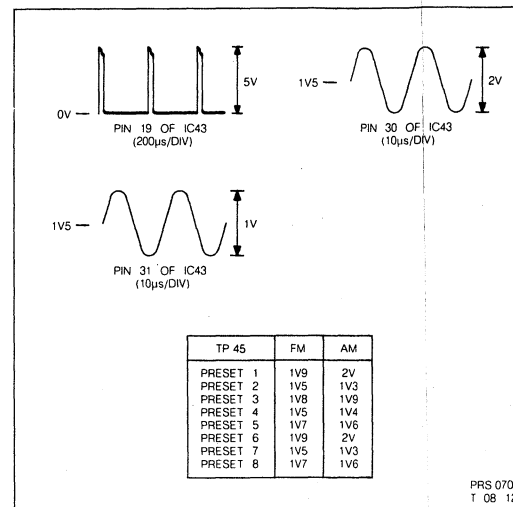 5V
0V
PIN 19 OF IC43
(200µs/DIV)
1V5
2V
PIN 30 OF IC43
(10µs/DIV)
1V5
1V
PIN 31 OF IC43
(10µs/DIV)
TP 45 FM AM
PRESET 1 1V9 2V
PRESET 2 1V5 1V3
PRESET 3 1V8 1V9
PRESET 4 1V5 1V4
PRESET 5 1V7 1V6
PRESET 6 1V9 2V
PRESET 7 1V5 1V3
PRESET 8 1V7 1V6
PRS 070
T 08 12